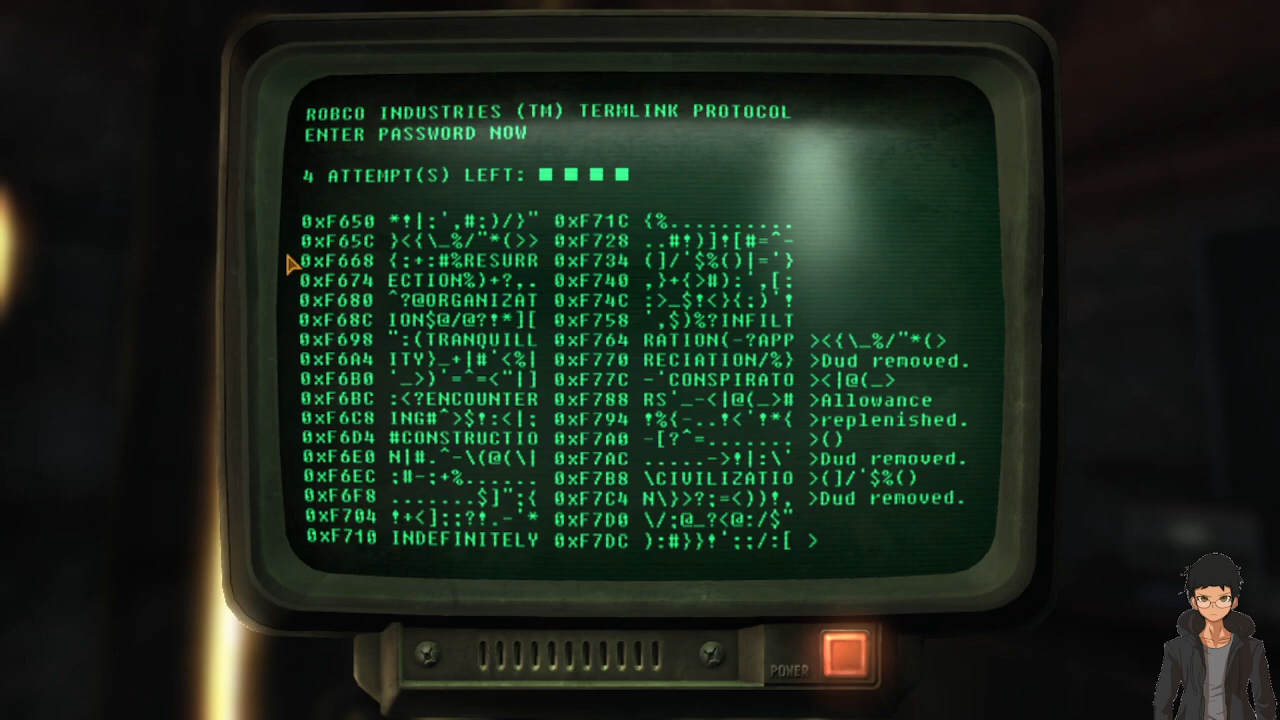 ROBCO INDUSTRIES (TM) TERMLINK PROTOCOL
ENTER PASSWORD NOW
4 ATTEMPT(S) LEFT: ■ ■ ■ ■
0xF650 *!|:',#:)/}" 0xF71C {%..........
0xF65C }<{\_%/"*(>> 0xF728 ..#!)]![#=^-
0xF668 {:+:#%RESURR 0xF734 (]/'$%()|='}
0xF674 ECTION%)+?,. 0xF740 ,}+{>#):',[:
0xF680 ^?@ORGANIZAT 0xF74C :>_$!<}{:)'!
0xF68C ION$@/@?!*][ 0xF758 ',$)%?INFILT
0xF698 ":(TRANQUILL 0xF764 RATION(-?APP ><{\_%/"*(>
0xF6A4 ITY}_+|#'<%| 0xF770 RECIATION/%} >Dud removed.
0xF6B0 '_>)'=^=<"|] 0xF77C -'CONSPIRATO ><|@(_>
0xF6BC :<?ENCOUNTER 0xF788 RS'_-<|@(_># >Allowance
0xF6C8 ING#^>$!:<|; 0xF794 !%{-..!<'!*{ >replenished.
0xF6D4 #CONSTRUCTIO 0xF7A0 -[?^=....... >()
0xF6E0 N|#.^-\(@(\| 0xF7AC .....->!|:\' >Dud removed.
0xF6EC :#-;+%...... 0xF7B8 \CIVILIZATIO >(]/'$%()
0xF6F8 .......$]";{ 0xF7C4 N\}>?;=<))!, >Dud removed.
0xF704 !+<]:;?!.-'* 0xF7D0 \/;@_?<@:/$"
0xF710 INDEFINITELY 0xF7DC ):#}}!';;/:[ >
POWER